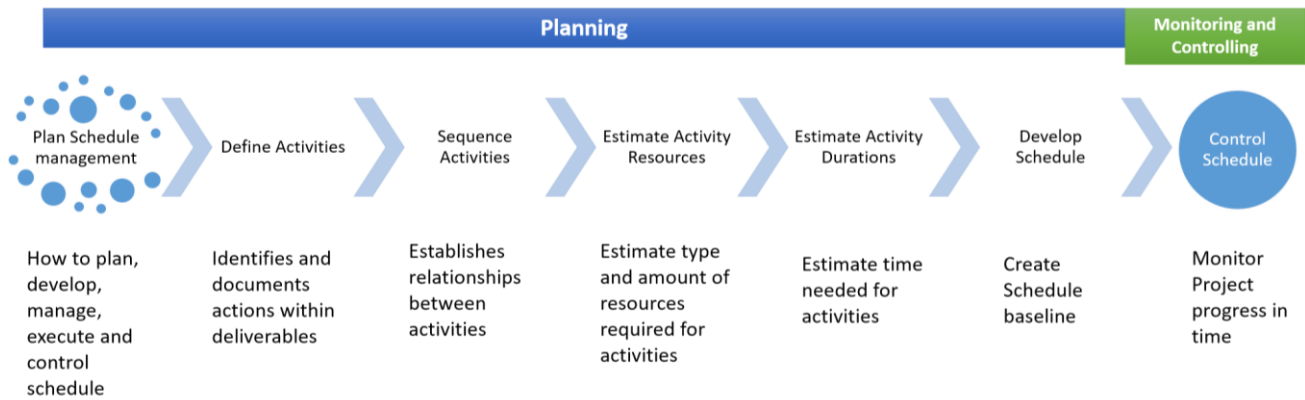 Planning
Monitoring and
Controlling
Plan Schedule
management
Define Activities
Sequence
Activities
Estimate Activity
Resources
Estimate Activity
Durations
Develop
Schedule
Control
Schedule
How to plan,
develop,
manage,
execute and
control
schedule
Identifies and
documents
actions within
deliverables
Establishes
relationships
between
activities
Estimate type
and amount of
resources
required for
activities
Estimate time
needed for
activities
Create
Schedule
baseline
Monitor
Project
progress in
time